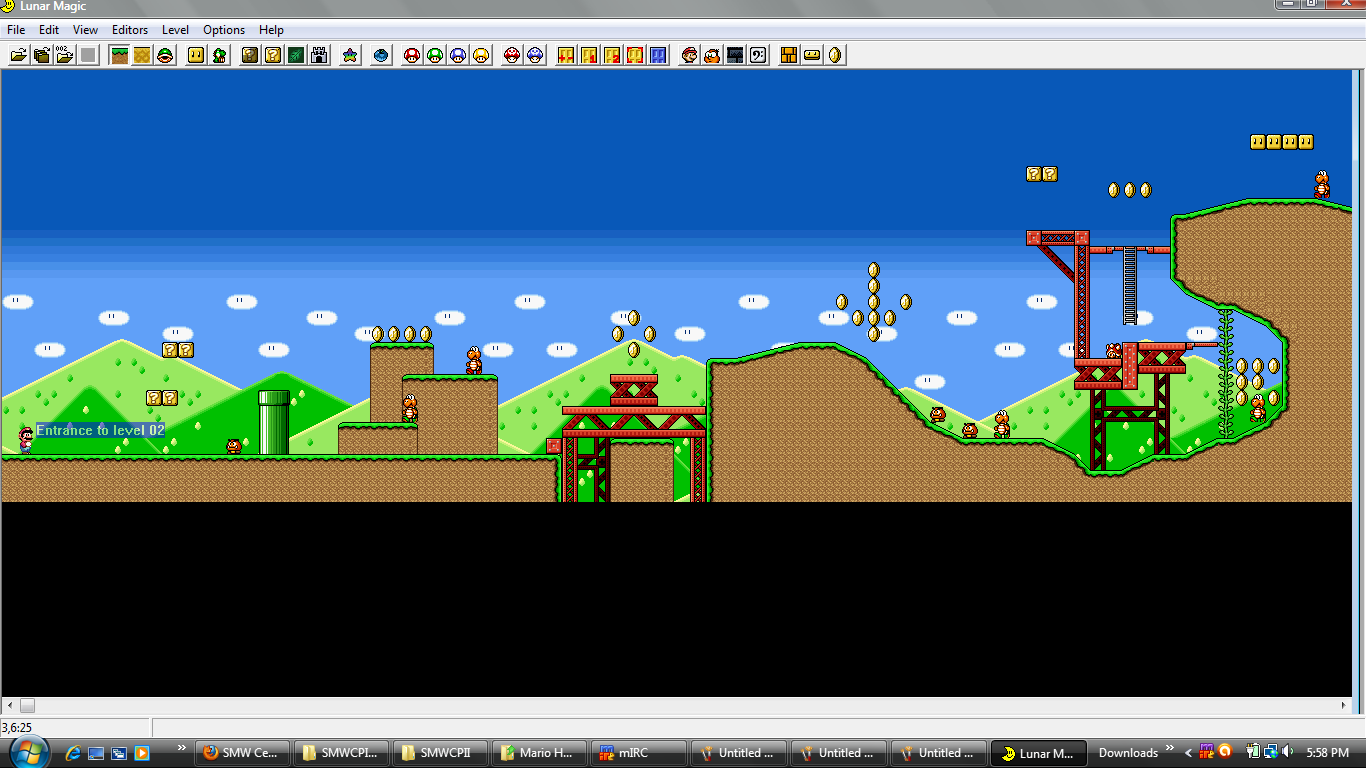 Lunar Magic
File Edit View Editors Level Options Help
Entrance to level 02
3,6:25
SMW Ce... SMWCPI... SMWCPII Mario H... mIRC Untitled ... Untitled ... Untitled ... Lunar M... Downloads 5:58 PM